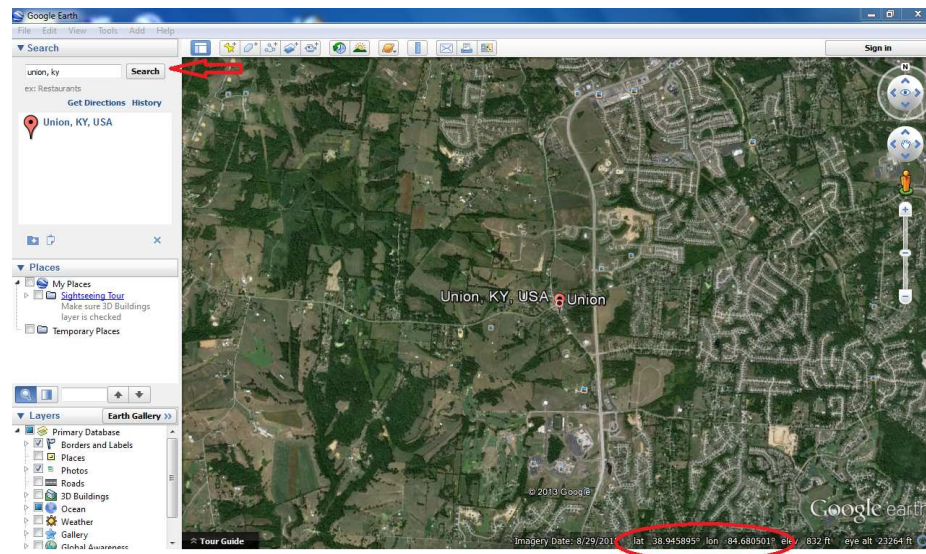 Google Earth
File Edit View Tools Add Help
Search
Sign in
union, ky
Search
ex: Restaurants
Get Directions History
Union, KY, USA
N
Places
My Places
Sightseeing Tour
Make sure 3D Buildings
layer is checked
Temporary Places
Union, KY, USA Union
Layers
Earth Gallery >>
Primary Database
Borders and Labels
Places
Photos
Roads
3D Buildings
Ocean
Weather
Gallery
Global Awareness
© 2013 Google
Google earth
Tour Guide
Imagery Date: 8/29/201 lat 38.945895° lon -84.680501° elev 832 ft eye alt 23264 ft